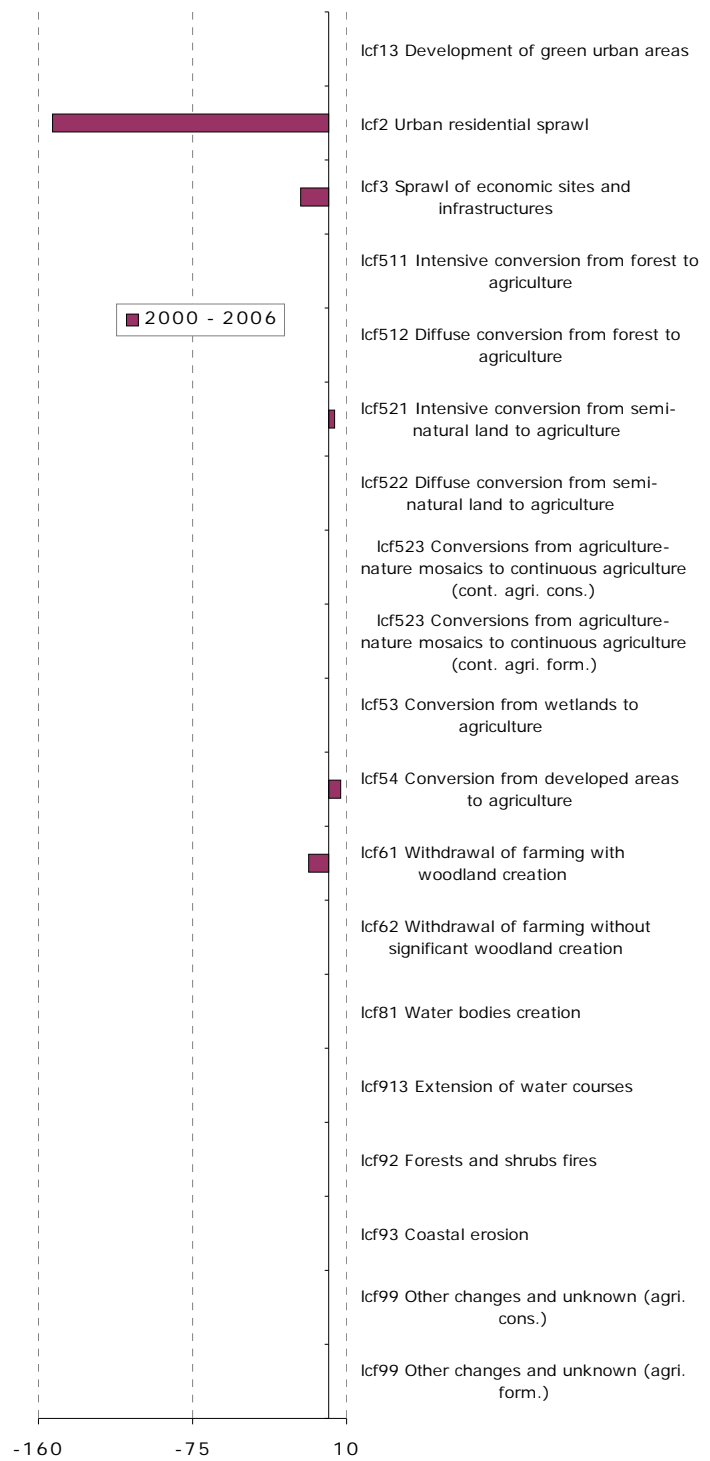 lcf13 Development of green urban areas
lcf2 Urban residential sprawl
lcf3 Sprawl of economic sites and
infrastructures
lcf511 Intensive conversion from forest to
agriculture
2000 - 2006
lcf512 Diffuse conversion from forest to
agriculture
lcf521 Intensive conversion from semi-
natural land to agriculture
lcf522 Diffuse conversion from semi-
natural land to agriculture
lcf523 Conversions from agriculture-
nature mosaics to continuous agriculture
(cont. agri. cons.)
lcf523 Conversions from agriculture-
nature mosaics to continuous agriculture
(cont. agri. form.)
lcf53 Conversion from wetlands to
agriculture
lcf54 Conversion from developed areas
to agriculture
lcf61 Withdrawal of farming with
woodland creation
lcf62 Withdrawal of farming without
significant woodland creation
lcf81 Water bodies creation
lcf913 Extension of water courses
lcf92 Forests and shrubs fires
lcf93 Coastal erosion
lcf99 Other changes and unknown (agri.
cons.)
lcf99 Other changes and unknown (agri.
form.)
-160 -75 10